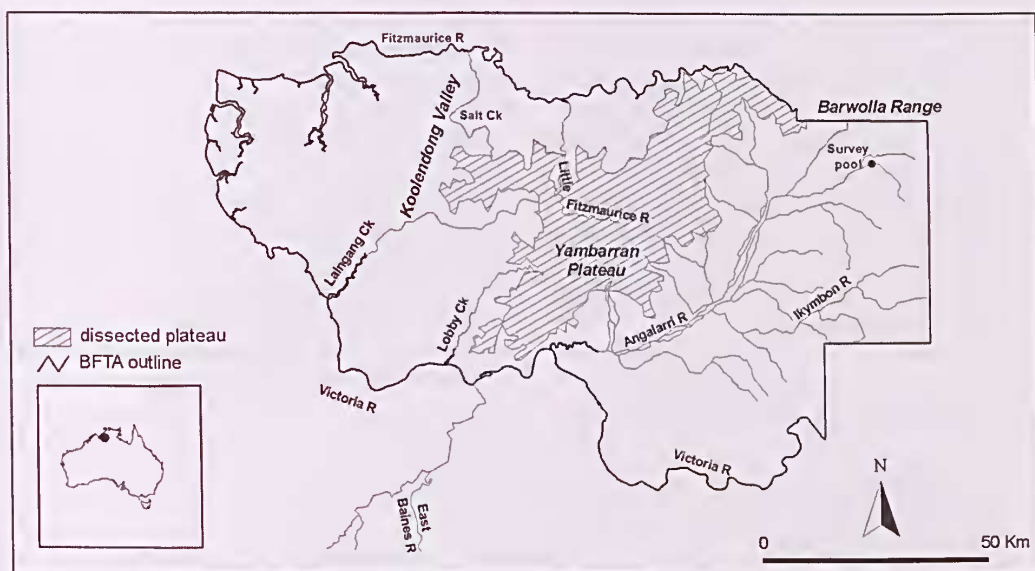 Fitzmaurice R
Koolendong Valley
Salt Ck
Barwolla Range
Survey
pool
Little
Fitzmaurice R
Lalngang Ck
Yambarran
Plateau
Ikymbon R
Angalarri R
Lobby Ck
dissected plateau
BFTA outline
Victoria R
Victoria R
East
Baines R
N
0
50 Km